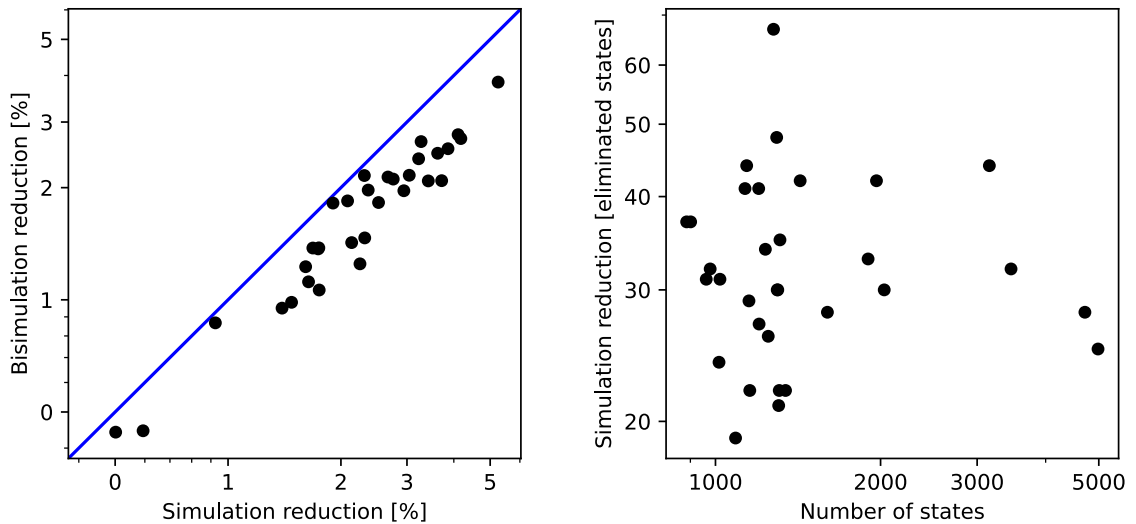 Bisimulation reduction [%]
5
3
2
1
0
0 1 2 3 5
Simulation reduction [%]
Simulation reduction [eliminated states]
60
50
40
30
20
1000 2000 3000 5000
Number of states